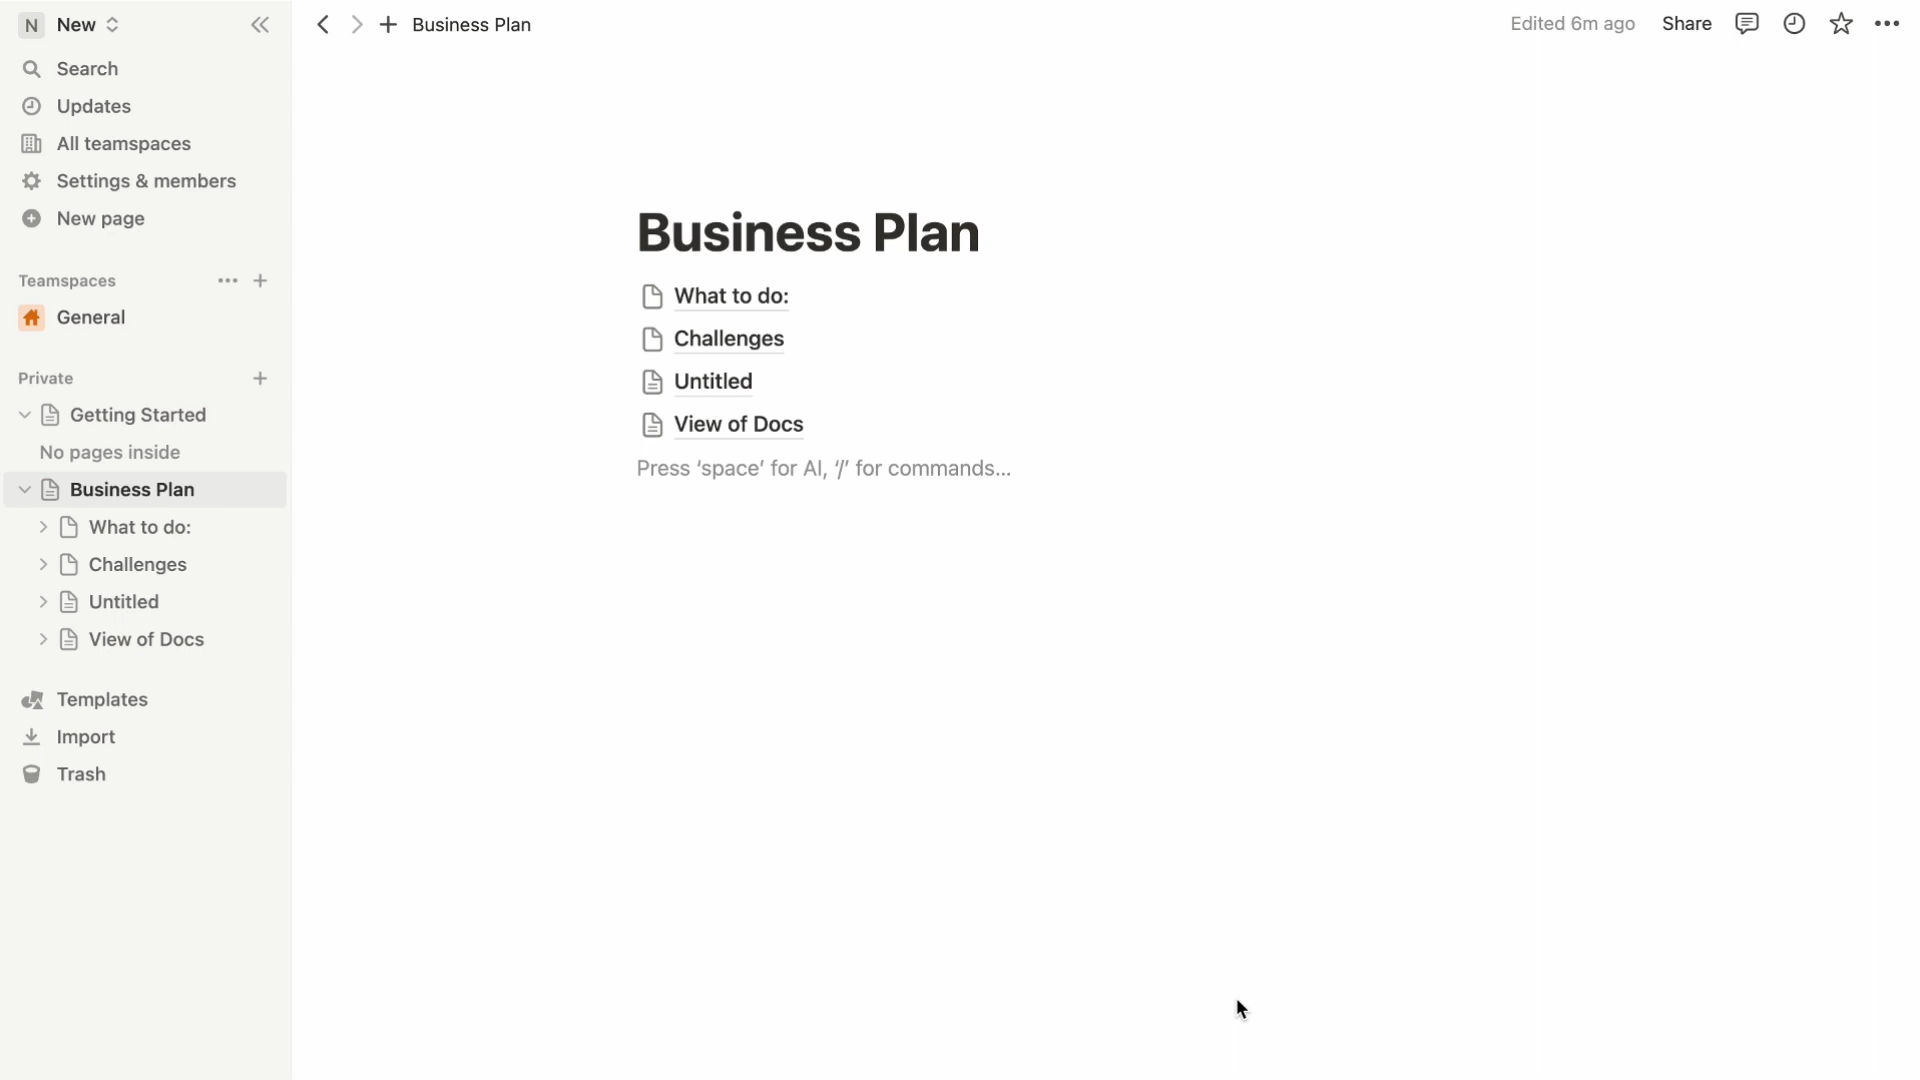 N New
Search
Updates
All teamspaces
Settings & members
New page
Teamspaces
General
Private
Getting Started
No pages inside
Business Plan
What to do:
Challenges
Untitled
View of Docs
Templates
Import
Trash
Business Plan
Edited 6m ago Share
Business Plan
What to do:
Challenges
Untitled
View of Docs
Press ‘space’ for AI, ‘/’ for commands...